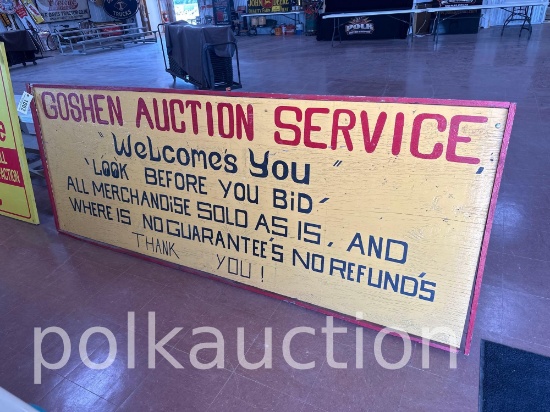 GOSHEN AUCTION SERVICE
"WELCOME'S YOU"
'LOOK BEFORE YOU BID'
ALL MERCHANDISE SOLD AS. IS, AND
WHERE IS NO GUARANTEE'S NO REFUND'S
THANK YOU!
POLK
polkauction